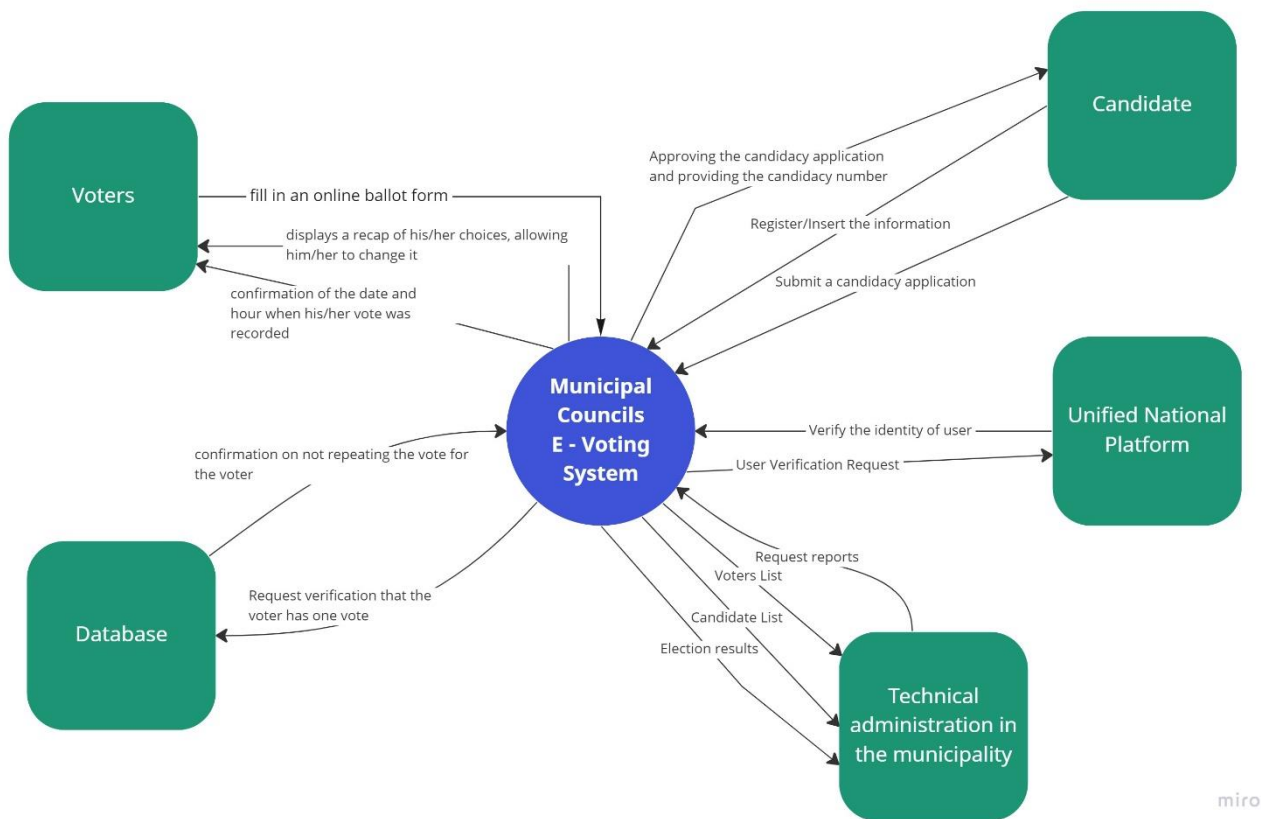 Candidate
Voters
Approving the candidacy application
and providing the candidacy number
fill in an online ballot form
Register/Insert the information
displays a recap of his/her choices, allowing
him/her to change it
Submit a candidacy application
confirmation of the date and
hour when his/her vote was
recorded
Municipal
Councils
E - Voting
System
Unified National
Platform
Verify the identity of user
User Verification Request
confirmation on not repeating the vote for
the voter
Request reports
Voters List
Request verification that the
voter has one vote
Candidate List
Database
Election results
Technical
administration in
the municipality
miro